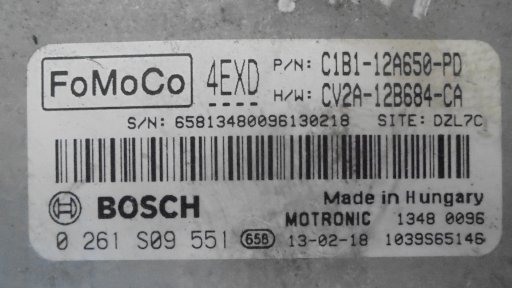 FoMoCo 4EXD P/N: C1B1-12A650-PD
H/W: CV2A-12B684-CA
S/N: 65813480096130218 SITE: DZL7C
BOSCH Made in Hungary
MOTRONIC 1348 0096
0 261 S09 551 658 13-02-18 1039S65146